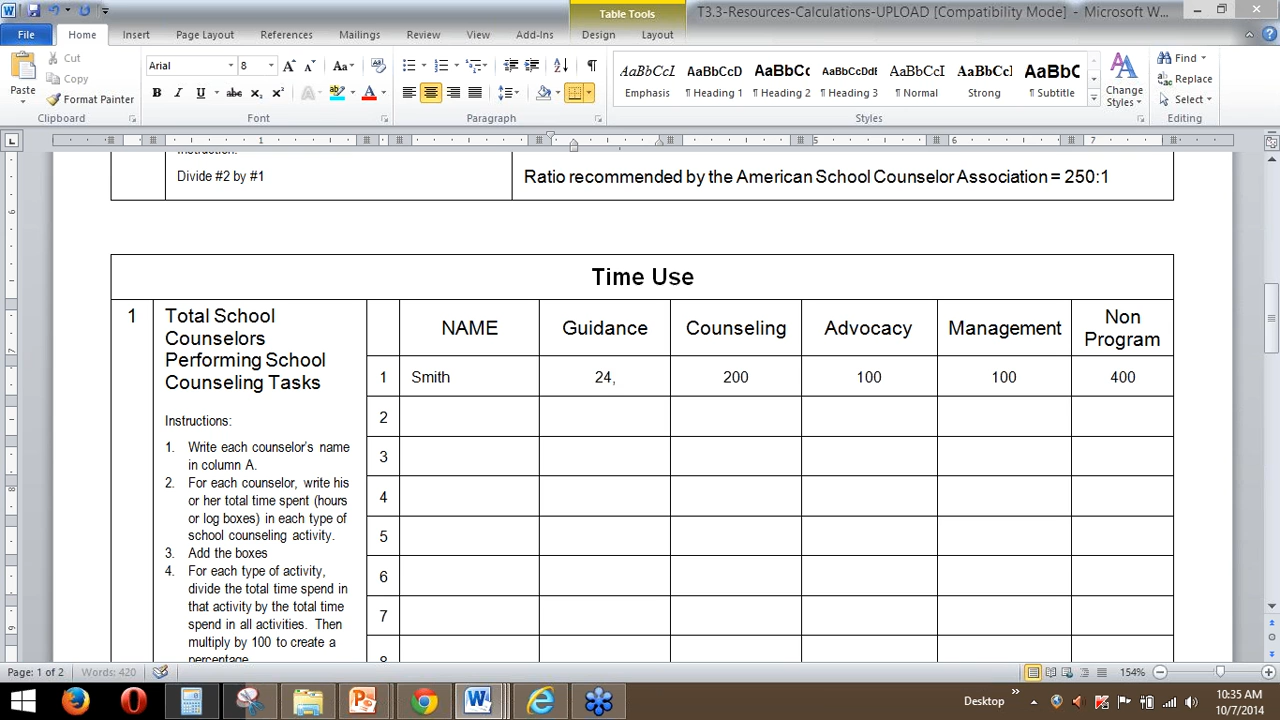 Table Tools
T3.3-Resources-Calculations-UPLOAD [Compatibility Mode] - Microsoft W...
File Home Insert Page Layout References Mailings Review View Add-Ins Design Layout
Paste
Cut
Copy
Format Painter
Clipboard
Arial 8
Font
Paragraph
AaBbCcI AaBbCcD AaBbCc AaBbCcDdE AaBbCcI AaBbCcI AaBbC
Emphasis ¶ Heading 1 ¶ Heading 2 ¶ Heading 3 ¶ Normal Strong ¶ Subtitle
Styles
Change Styles
Find
Replace
Select
Editing
1 5 6 7
Instruction:
Divide #2 by #1
Ratio recommended by the American School Counselor Association = 250:1
Time Use
1
Total School
Counselors
Performing School
Counseling Tasks
Instructions:
1. Write each counselor's name
in column A.
2. For each counselor, write his
or her total time spent (hours
or log boxes) in each type of
school counseling activity.
3. Add the boxes
4. For each type of activity,
divide the total time spend in
that activity by the total time
spend in all activities. Then
multiply by 100 to create a
percentage
NAME Guidance Counseling Advocacy Management Non Program
1 Smith 24, 200 100 100 400
2
3
4
5
6
7
8
Page: 1 of 2 Words: 420 154%
Desktop
10:35 AM
10/7/2014